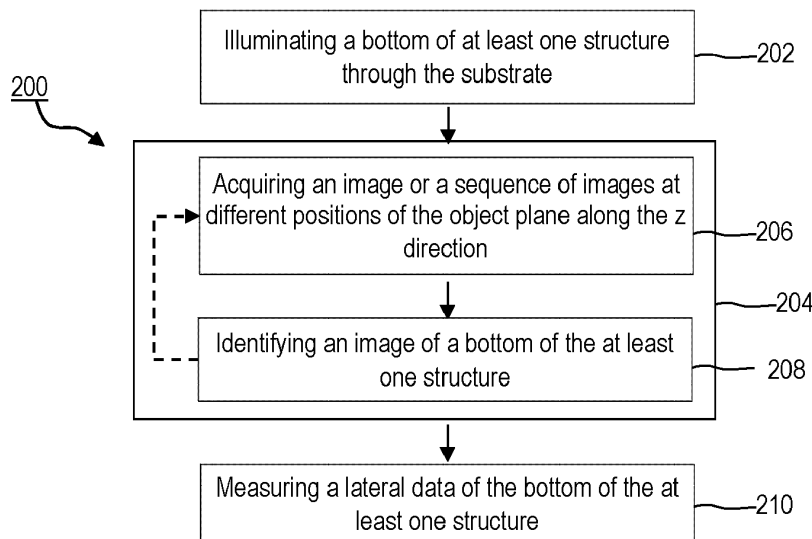 Illuminating a bottom of at least one structure
through the substrate
202
200
Acquiring an image or a sequence of images at
different positions of the object plane along the z
direction
206
204
Identifying an image of a bottom of the at least
one structure
208
Measuring a lateral data of the bottom of the at
least one structure
210